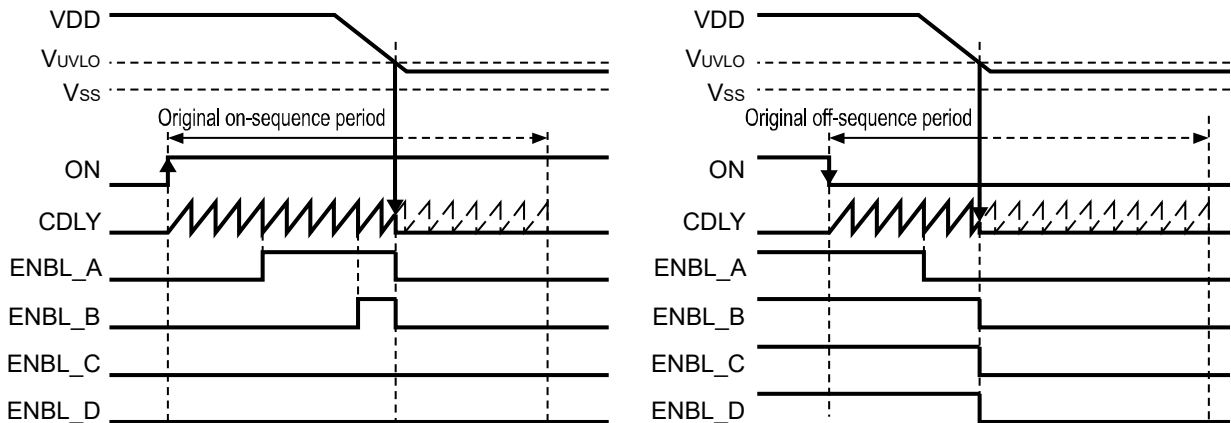 VDD
VUVLO
VSS
Original on-sequence period
ON
CDLY
ENBL_A
ENBL_B
ENBL_C
ENBL_D
VDD
VUVLO
VSS
Original off-sequence period
ON
CDLY
ENBL_A
ENBL_B
ENBL_C
ENBL_D